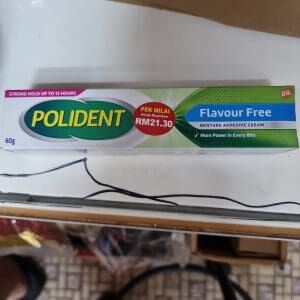 STRONG HOLD UP TO 12 HOURS
gsk
POLIDENT
PEK NILAI
RM21.30
Flavour Free
DENTURE ADHESIVE CREAM
✓ More Power in Every Bite
60g